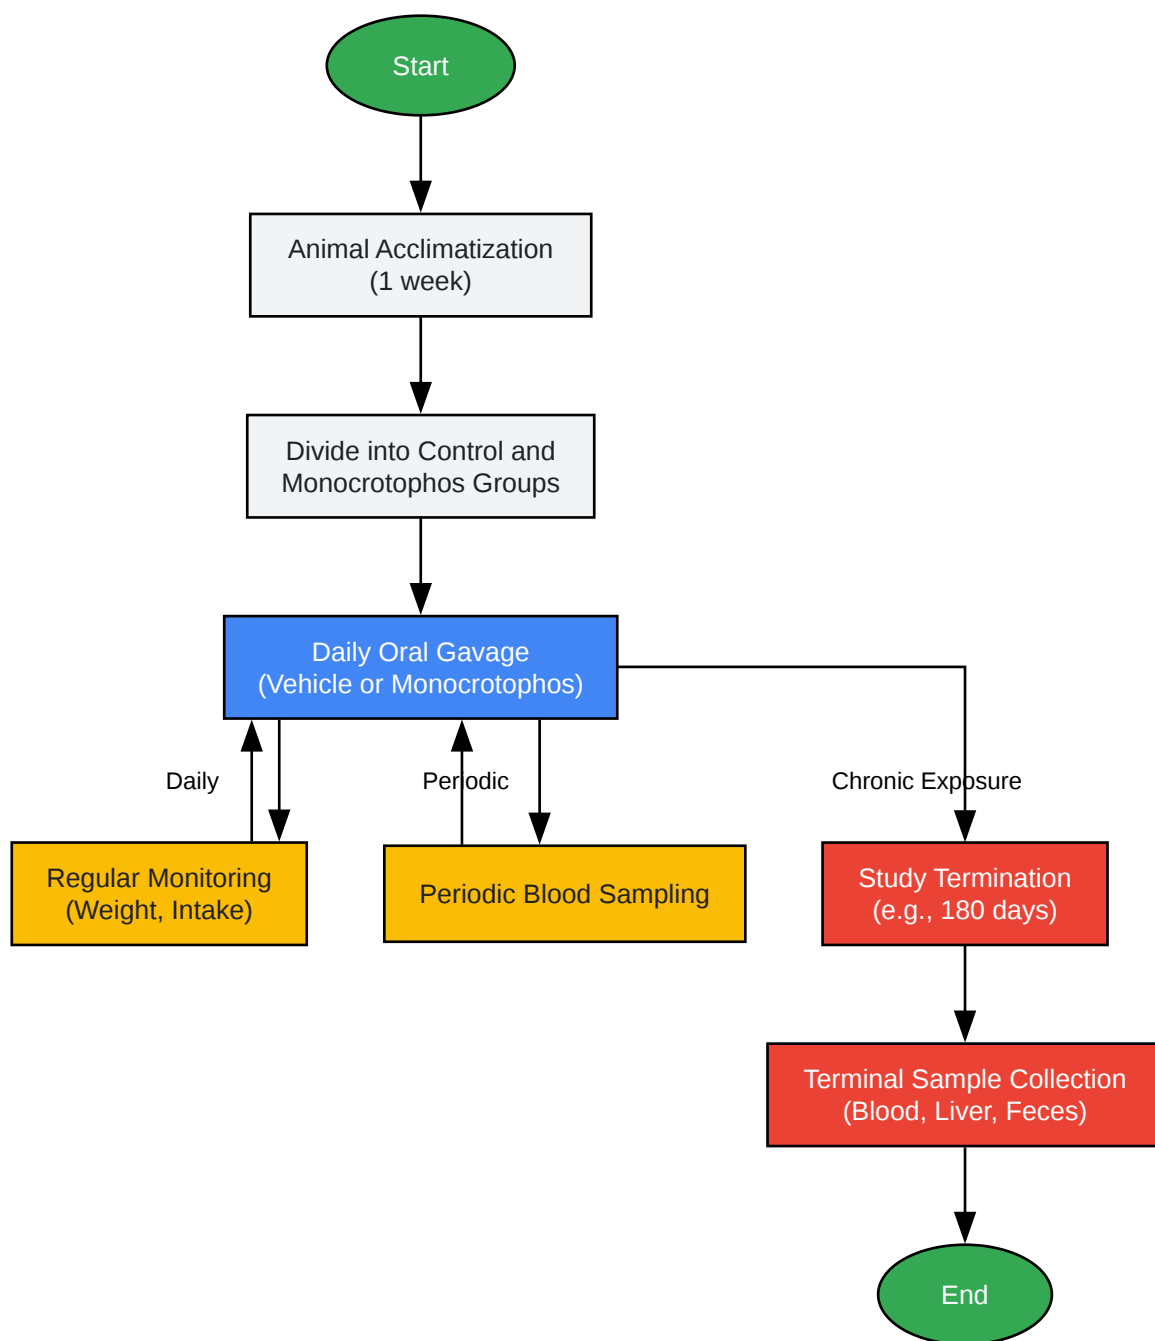 Start
Animal Acclimatization
(1 week)
Divide into Control and
Monocrotophos Groups
Daily Oral Gavage
(Vehicle or Monocrotophos)
Daily
Periodic
Chronic Exposure
Regular Monitoring
(Weight, Intake)
Periodic Blood Sampling
Study Termination
(e.g., 180 days)
Terminal Sample Collection
(Blood, Liver, Feces)
End